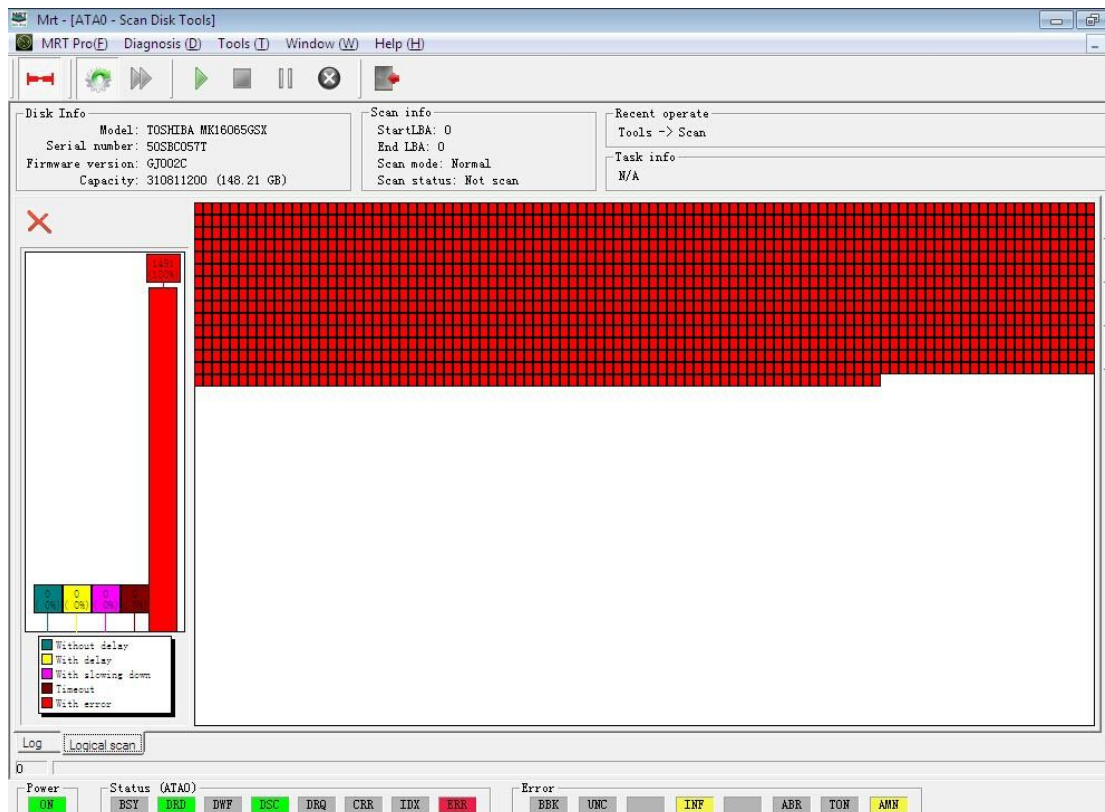 Mrt - [ATA0 - Scan Disk Tools]
MRT Pro(F) Diagnosis (D) Tools (T) Window (W) Help (H)
Disk Info
Model: TOSHIBA MK16065GSX
Serial number: 50SBC057T
Firmware version: GJ002C
Capacity: 310811200 (148.21 GB)
Scan info
StartLBA: 0
End LBA: 0
Scan mode: Normal
Scan status: Not scan
Recent operate
Tools -> Scan
Task info
N/A
100%
0 0 0
( 0%) ( 0%) ( 0%)
Without delay
With delay
With slowing down
Timeout
With error
Log Logical scan
0
Power
ON
Status (ATA0)
BSY DRD DWF DSC DRQ CRR IDX ERR
Error
BBK UNC INF ABR TON AMN